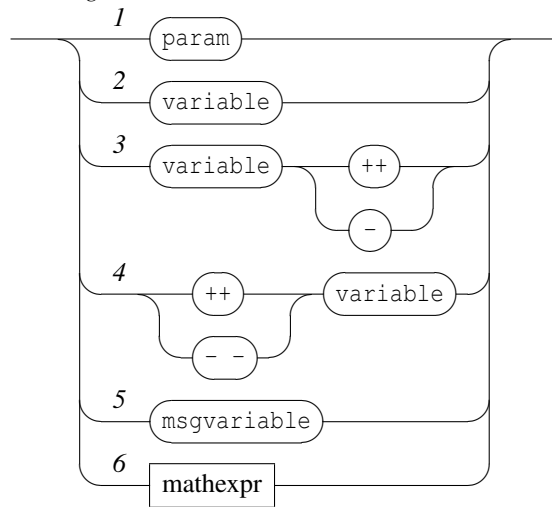 1 param
2 variable
3 variable ++
-
4 ++ variable
- -
5 msgvariable
6 mathexpr